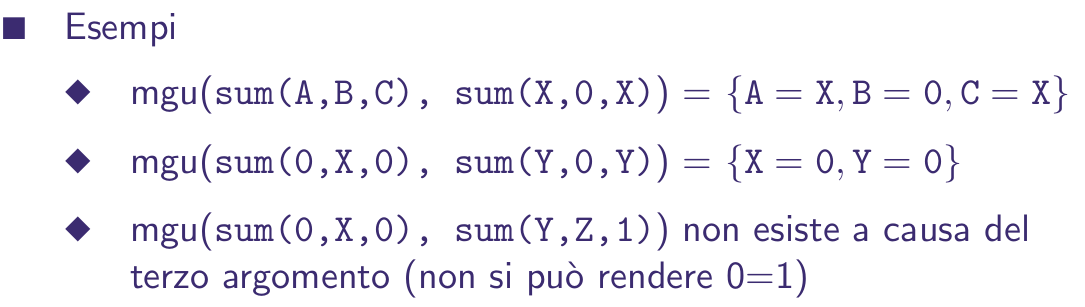 Esempi
mgu(sum(A,B,C), sum(X,0,X)) = {A = X, B = 0, C = X}
mgu(sum(0,X,0), sum(Y,0,Y)) = {X = 0, Y = 0}
mgu(sum(0,X,0), sum(Y,Z,1)) non esiste a causa del
terzo argomento (non si può rendere 0=1)